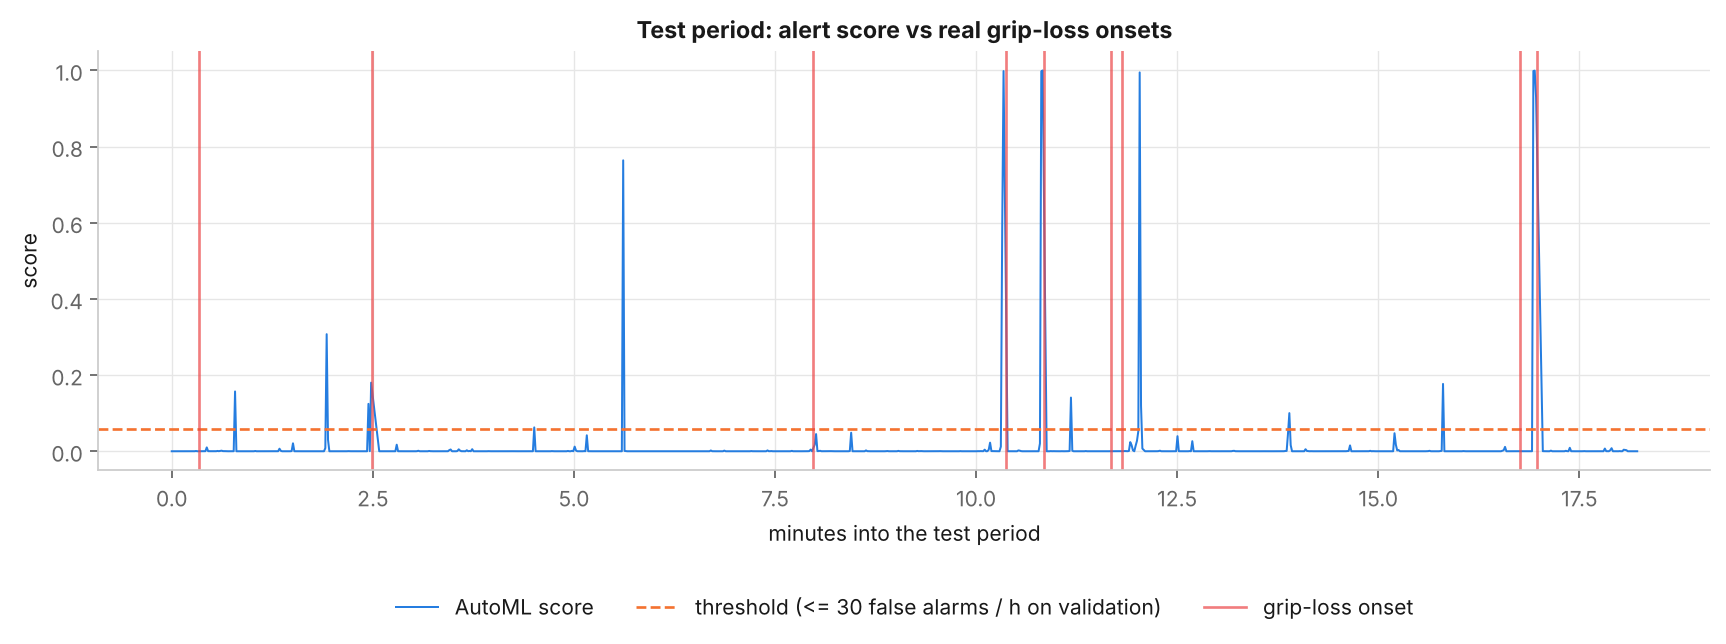 Test period: alert score vs real grip-loss onsets
1.0
0.8
0.6
0.4
0.2
0.0
score
0.0 2.5 5.0 7.5 10.0 12.5 15.0 17.5
minutes into the test period
AutoML score threshold (<= 30 false alarms / h on validation) grip-loss onset